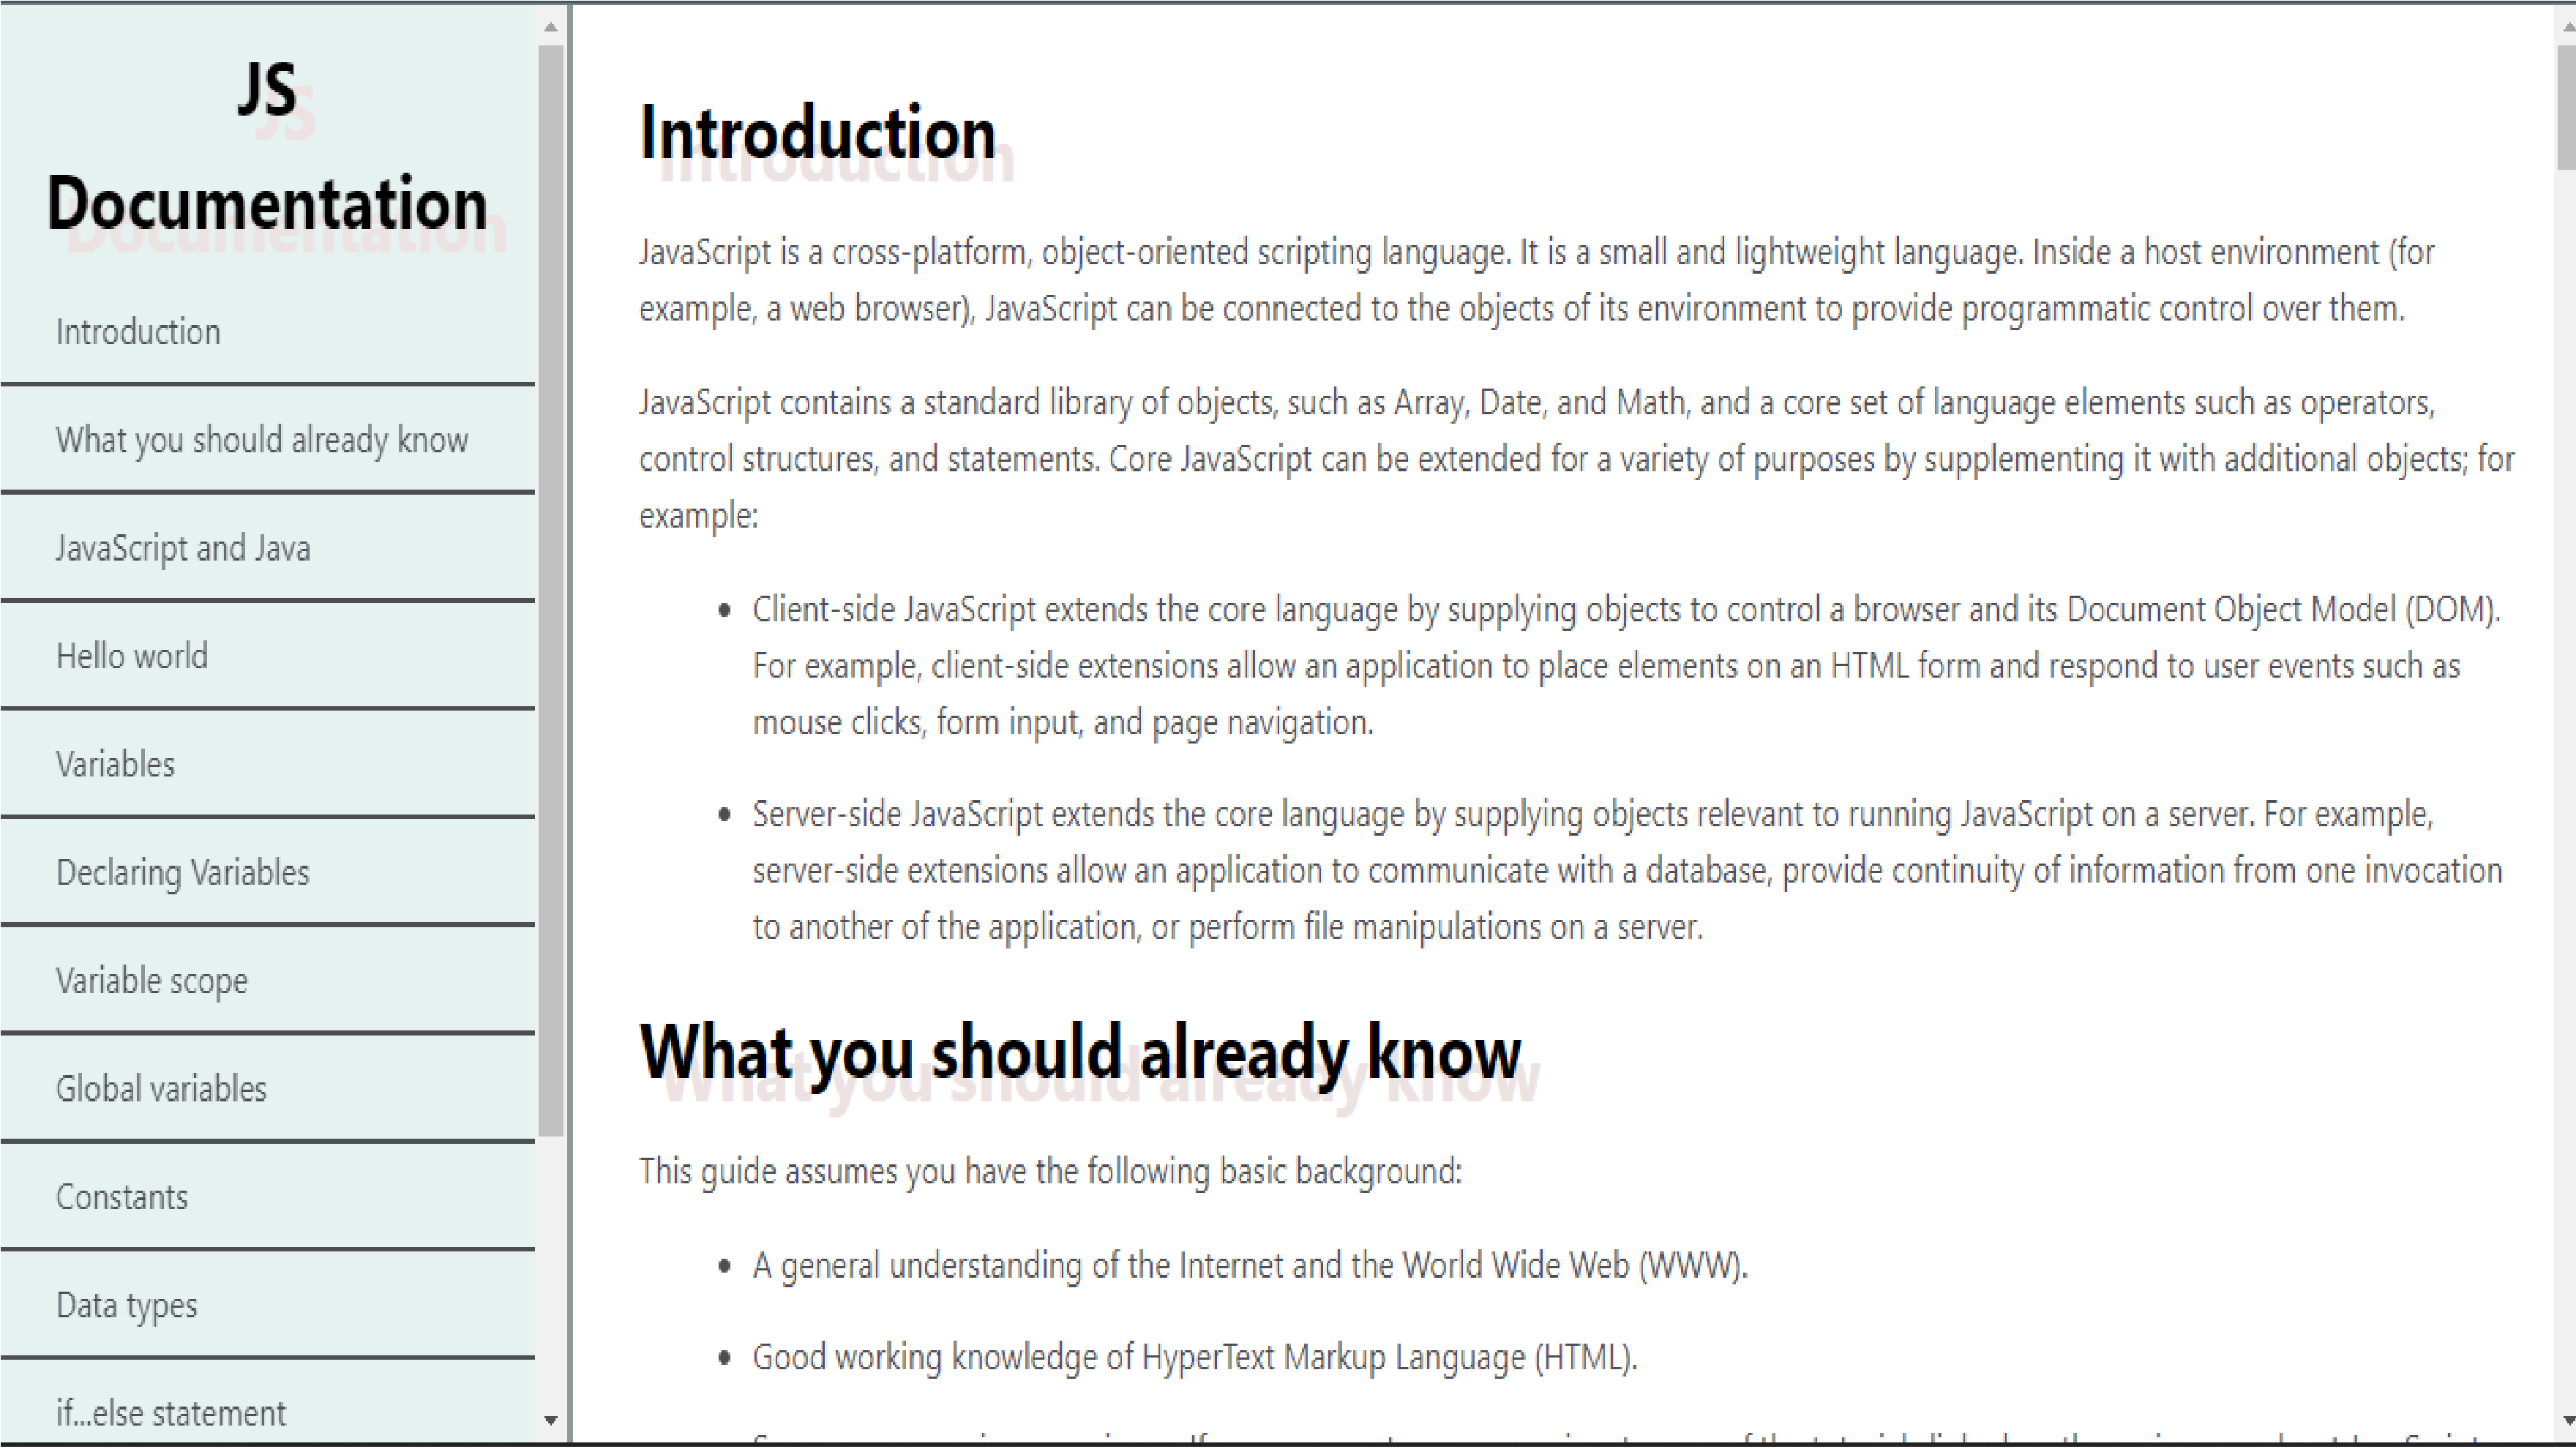 JS
Documentation
Introduction
What you should already know
JavaScript and Java
Hello world
Variables
Declaring Variables
Variable scope
Global variables
Constants
Data types
if...else statement
Introduction
JavaScript is a cross-platform, object-oriented scripting language. It is a small and lightweight language. Inside a host environment (for
example, a web browser), JavaScript can be connected to the objects of its environment to provide programmatic control over them.
JavaScript contains a standard library of objects, such as Array, Date, and Math, and a core set of language elements such as operators,
control structures, and statements. Core JavaScript can be extended for a variety of purposes by supplementing it with additional objects; for
example:
• Client-side JavaScript extends the core language by supplying objects to control a browser and its Document Object Model (DOM).
For example, client-side extensions allow an application to place elements on an HTML form and respond to user events such as
mouse clicks, form input, and page navigation.
• Server-side JavaScript extends the core language by supplying objects relevant to running JavaScript on a server. For example,
server-side extensions allow an application to communicate with a database, provide continuity of information from one invocation
to another of the application, or perform file manipulations on a server.
What you should already know
This guide assumes you have the following basic background:
• A general understanding of the Internet and the World Wide Web (WWW).
• Good working knowledge of HyperText Markup Language (HTML).